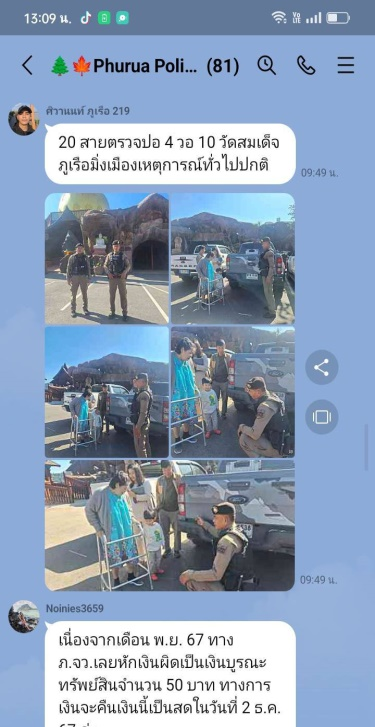 13:09 น.
🌲🍁Phurua Poli... (81)
ศิวานนท์ ภูเรือ 219
20 สายตรวจปอ 4 วอ 10 วัดสมเด็จ
ภูเรือมิ่งเมืองเหตุการณ์ทั่วไปปกติ
09:49 น.
09:49 น.
Noinies3659
เนื่องจากเดือน พ.ย. 67 ทาง
ภ.จว.เลยหักเงินผิดเป็นเงินบูรณะ
ทรัพย์สินจำนวน 50 บาท ทางการ
เงินจะคืนเงินนี้เป็นสดในวันที่ 2 ธ.ค.